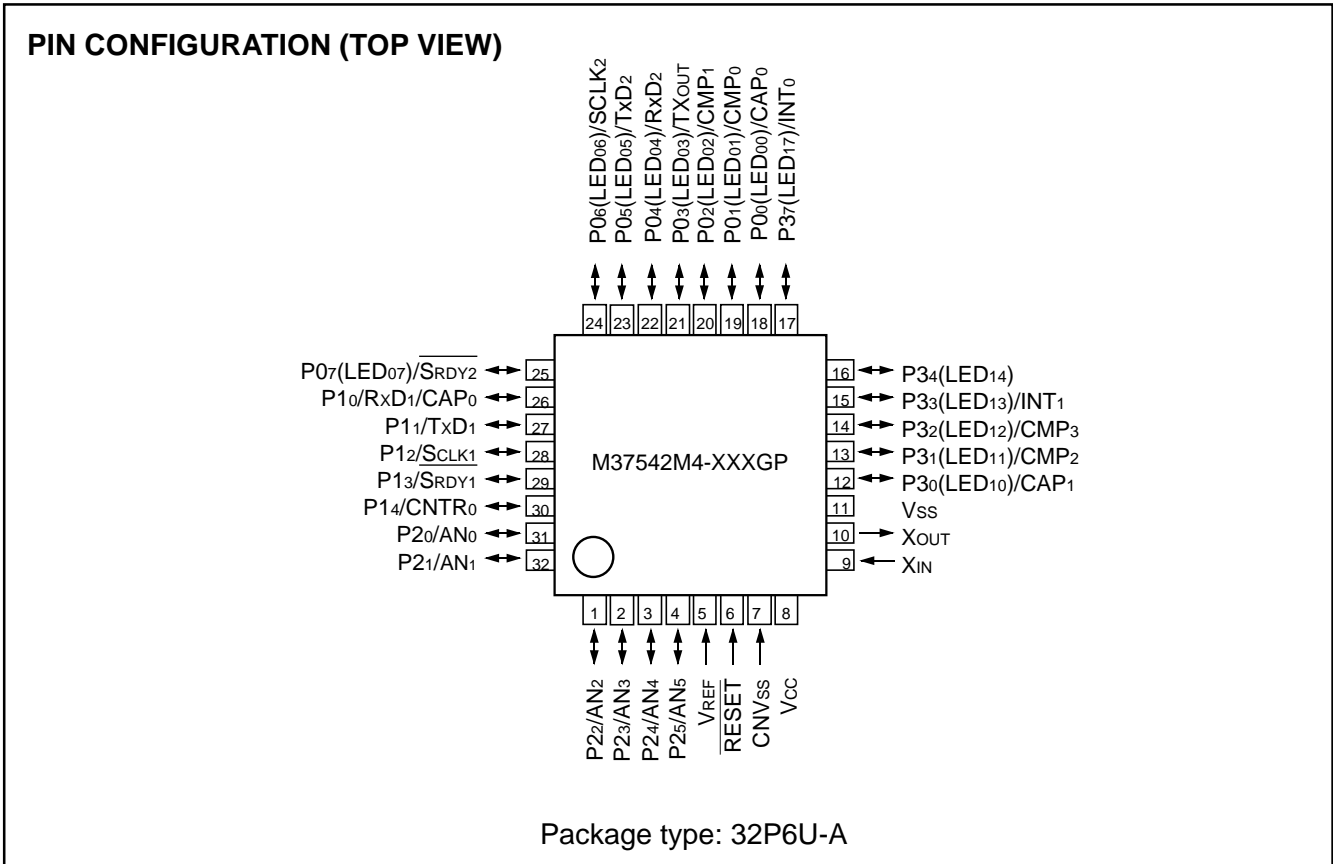 PIN CONFIGURATION (TOP VIEW)
P06(LED06)/SCLK2
P05(LED05)/TxD2
P04(LED04)/RxD2
P03(LED03)/TXOUT
P02(LED02)/CMP1
P01(LED01)/CMP0
P00(LED00)/CAP0
P37(LED17)/INT0
24 23 22 21 20 19 18 17
P07(LED07)/SRDY2 25
P10/RxD1/CAP0 26
P11/TxD1 27
P12/SCLK1 28
P13/SRDY1 29
P14/CNTR0 30
P20/AN0 31
P21/AN1 32
M37542M4-XXXGP
16 P34(LED14)
15 P33(LED13)/INT1
14 P32(LED12)/CMP3
13 P31(LED11)/CMP2
12 P30(LED10)/CAP1
11 VSS
10 XOUT
9 XIN
1 2 3 4 5 6 7 8
P22/AN2
P23/AN3
P24/AN4
P25/AN5
VREF
RESET
CNVSS
VCC
Package type: 32P6U-A